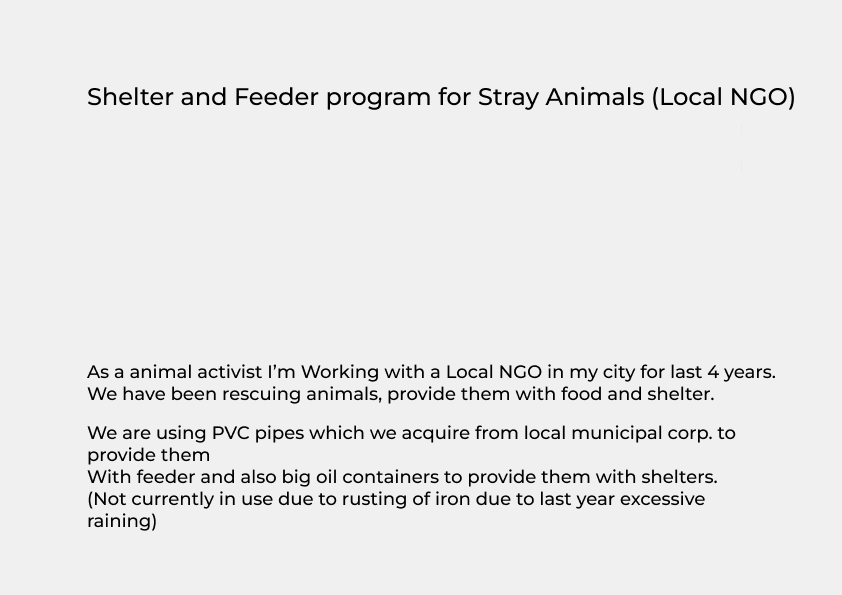 Shelter and Feeder program for Stray Animals (Local NGO)
As a animal activist I'm Working with a Local NGO in my city for last 4 years.
We have been rescuing animals, provide them with food and shelter.
We are using PVC pipes which we acquire from local municipal corp. to
provide them
With feeder and also big oil containers to provide them with shelters.
(Not currently in use due to rusting of iron due to last year excessive
raining)